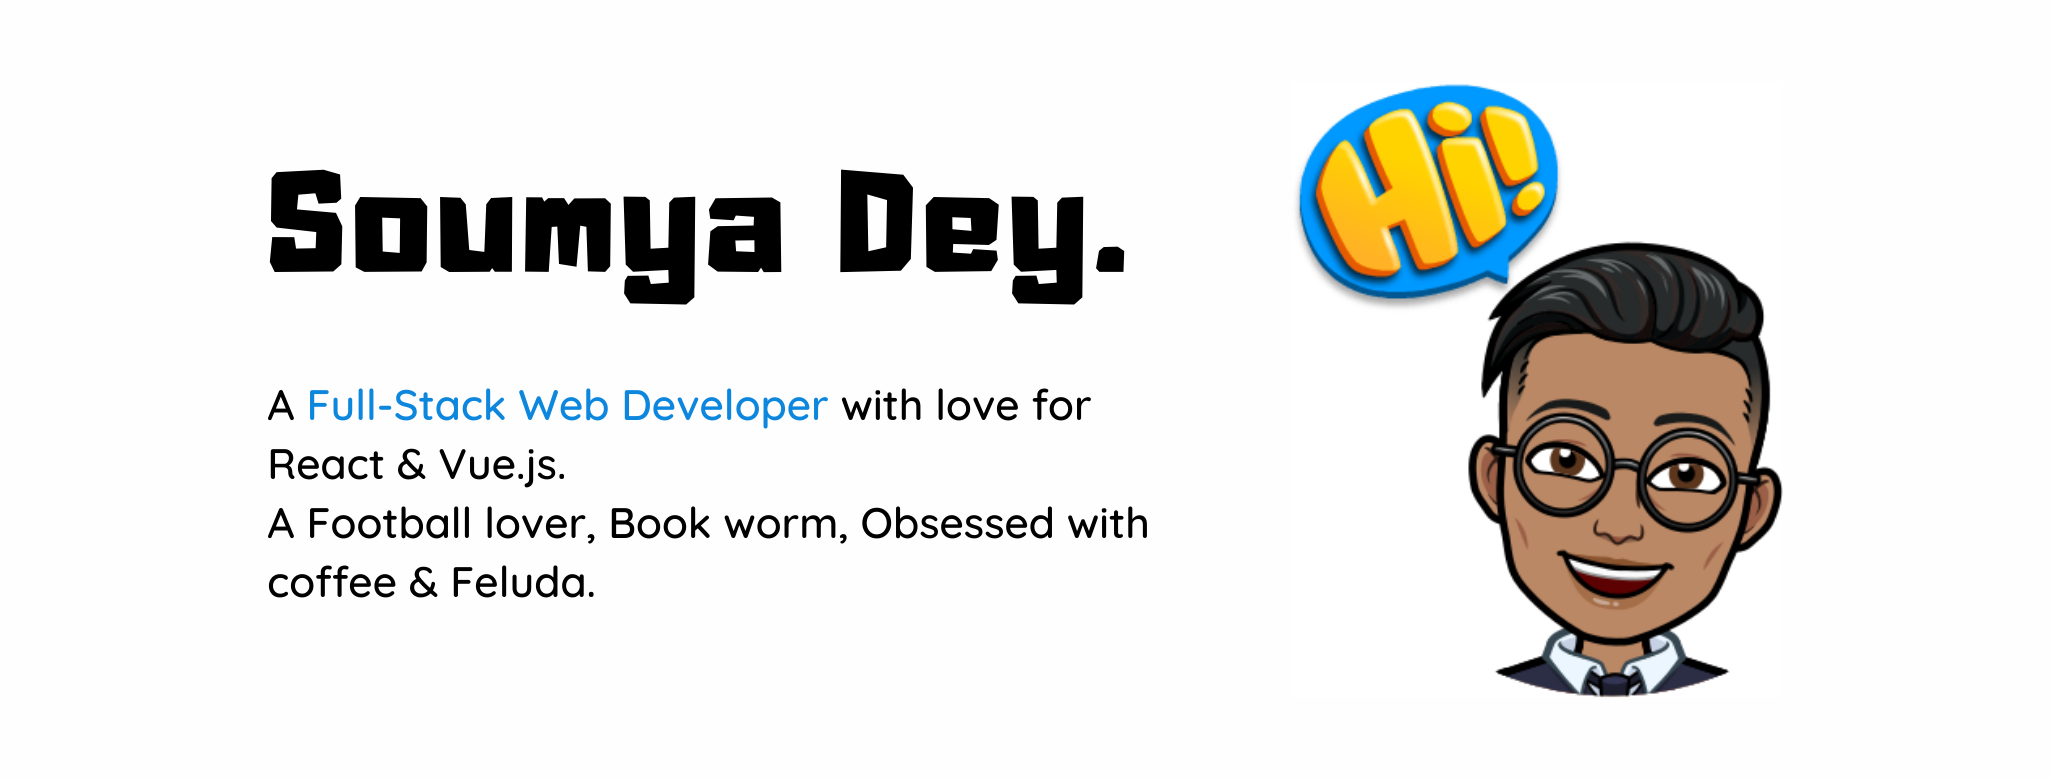 Soumya Dey.
A Full-Stack Web Developer with love for
React & Vue.js.
A Football lover, Book worm, Obsessed with
coffee & Feluda.
Hi!